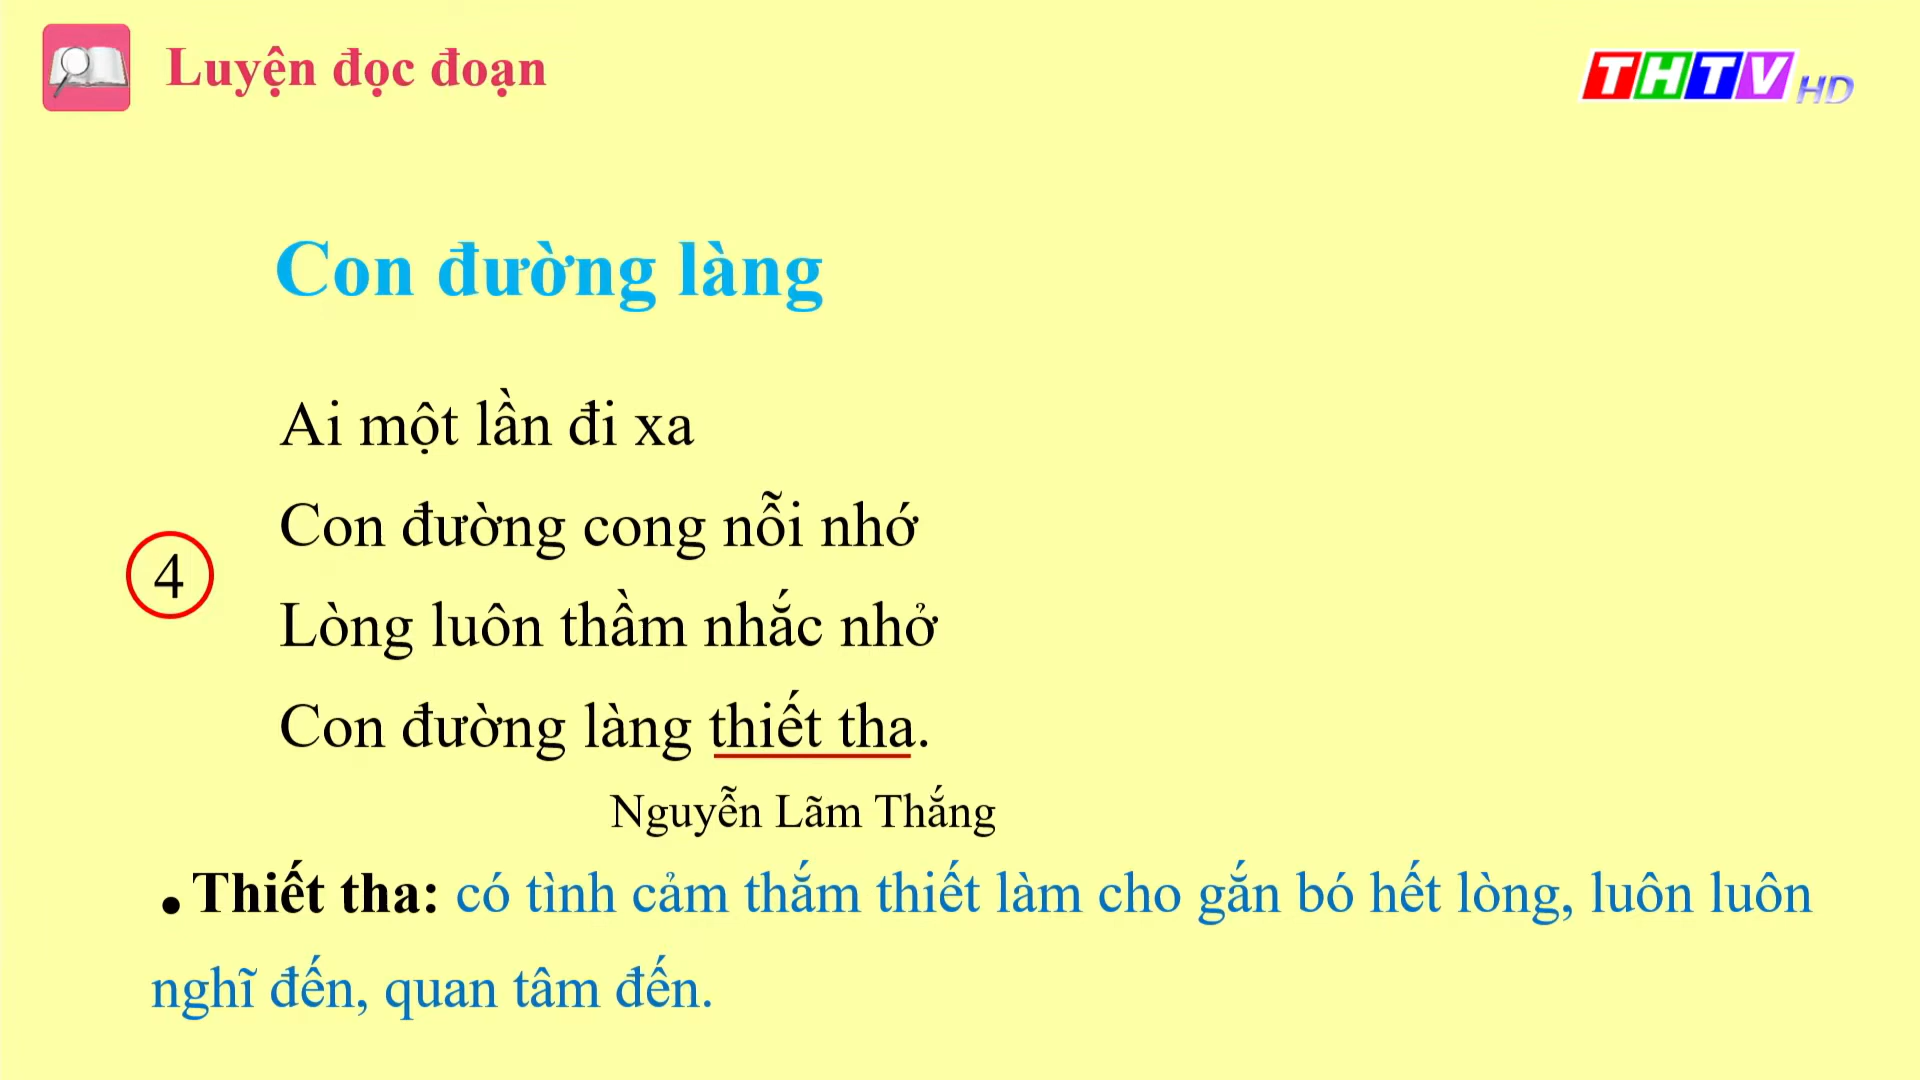 Luyện đọc đoạn
THTV HD
Con đường làng
Ai một lần đi xa
Con đường cong nỗi nhớ
4
Lòng luôn thầm nhắc nhở
Con đường làng thiết tha.
Nguyễn Lãm Thắng
. Thiết tha: có tình cảm thắm thiết làm cho gắn bó hết lòng, luôn luôn
nghĩ đến, quan tâm đến.